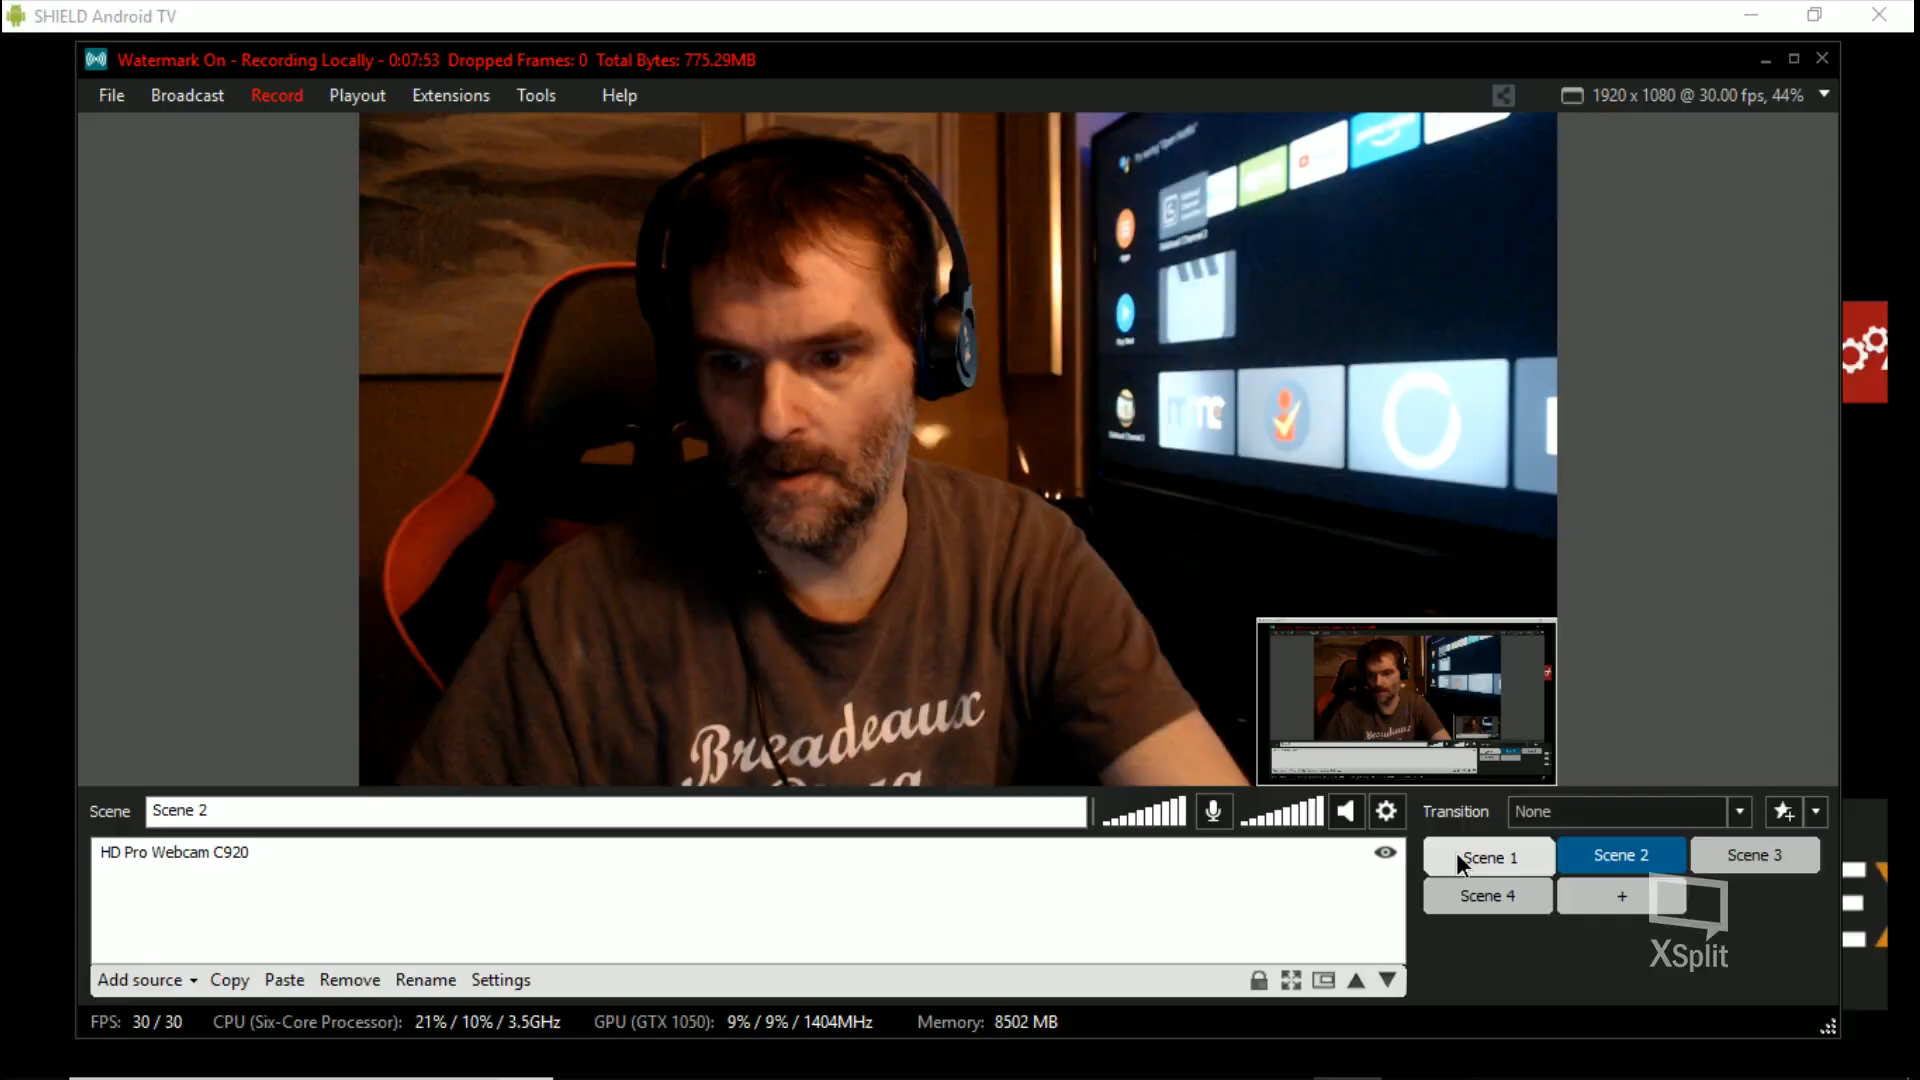 SHIELD Android TV
Watermark On - Recording Locally - 0:07:53 Dropped Frames: 0 Total Bytes: 775.29MB
File Broadcast Record Playout Extensions Tools Help
1920 x 1080 @ 30.00 fps, 44%
Breadeaux
Scene Scene 2
Transition None
HD Pro Webcam C920
Scene 1 Scene 2 Scene 3
Scene 4 +
XSplit
Add source Copy Paste Remove Rename Settings
FPS: 30 / 30 CPU (Six-Core Processor): 21% / 10% / 3.5GHz GPU (GTX 1050): 9% / 9% / 1404MHz Memory: 8502 MB